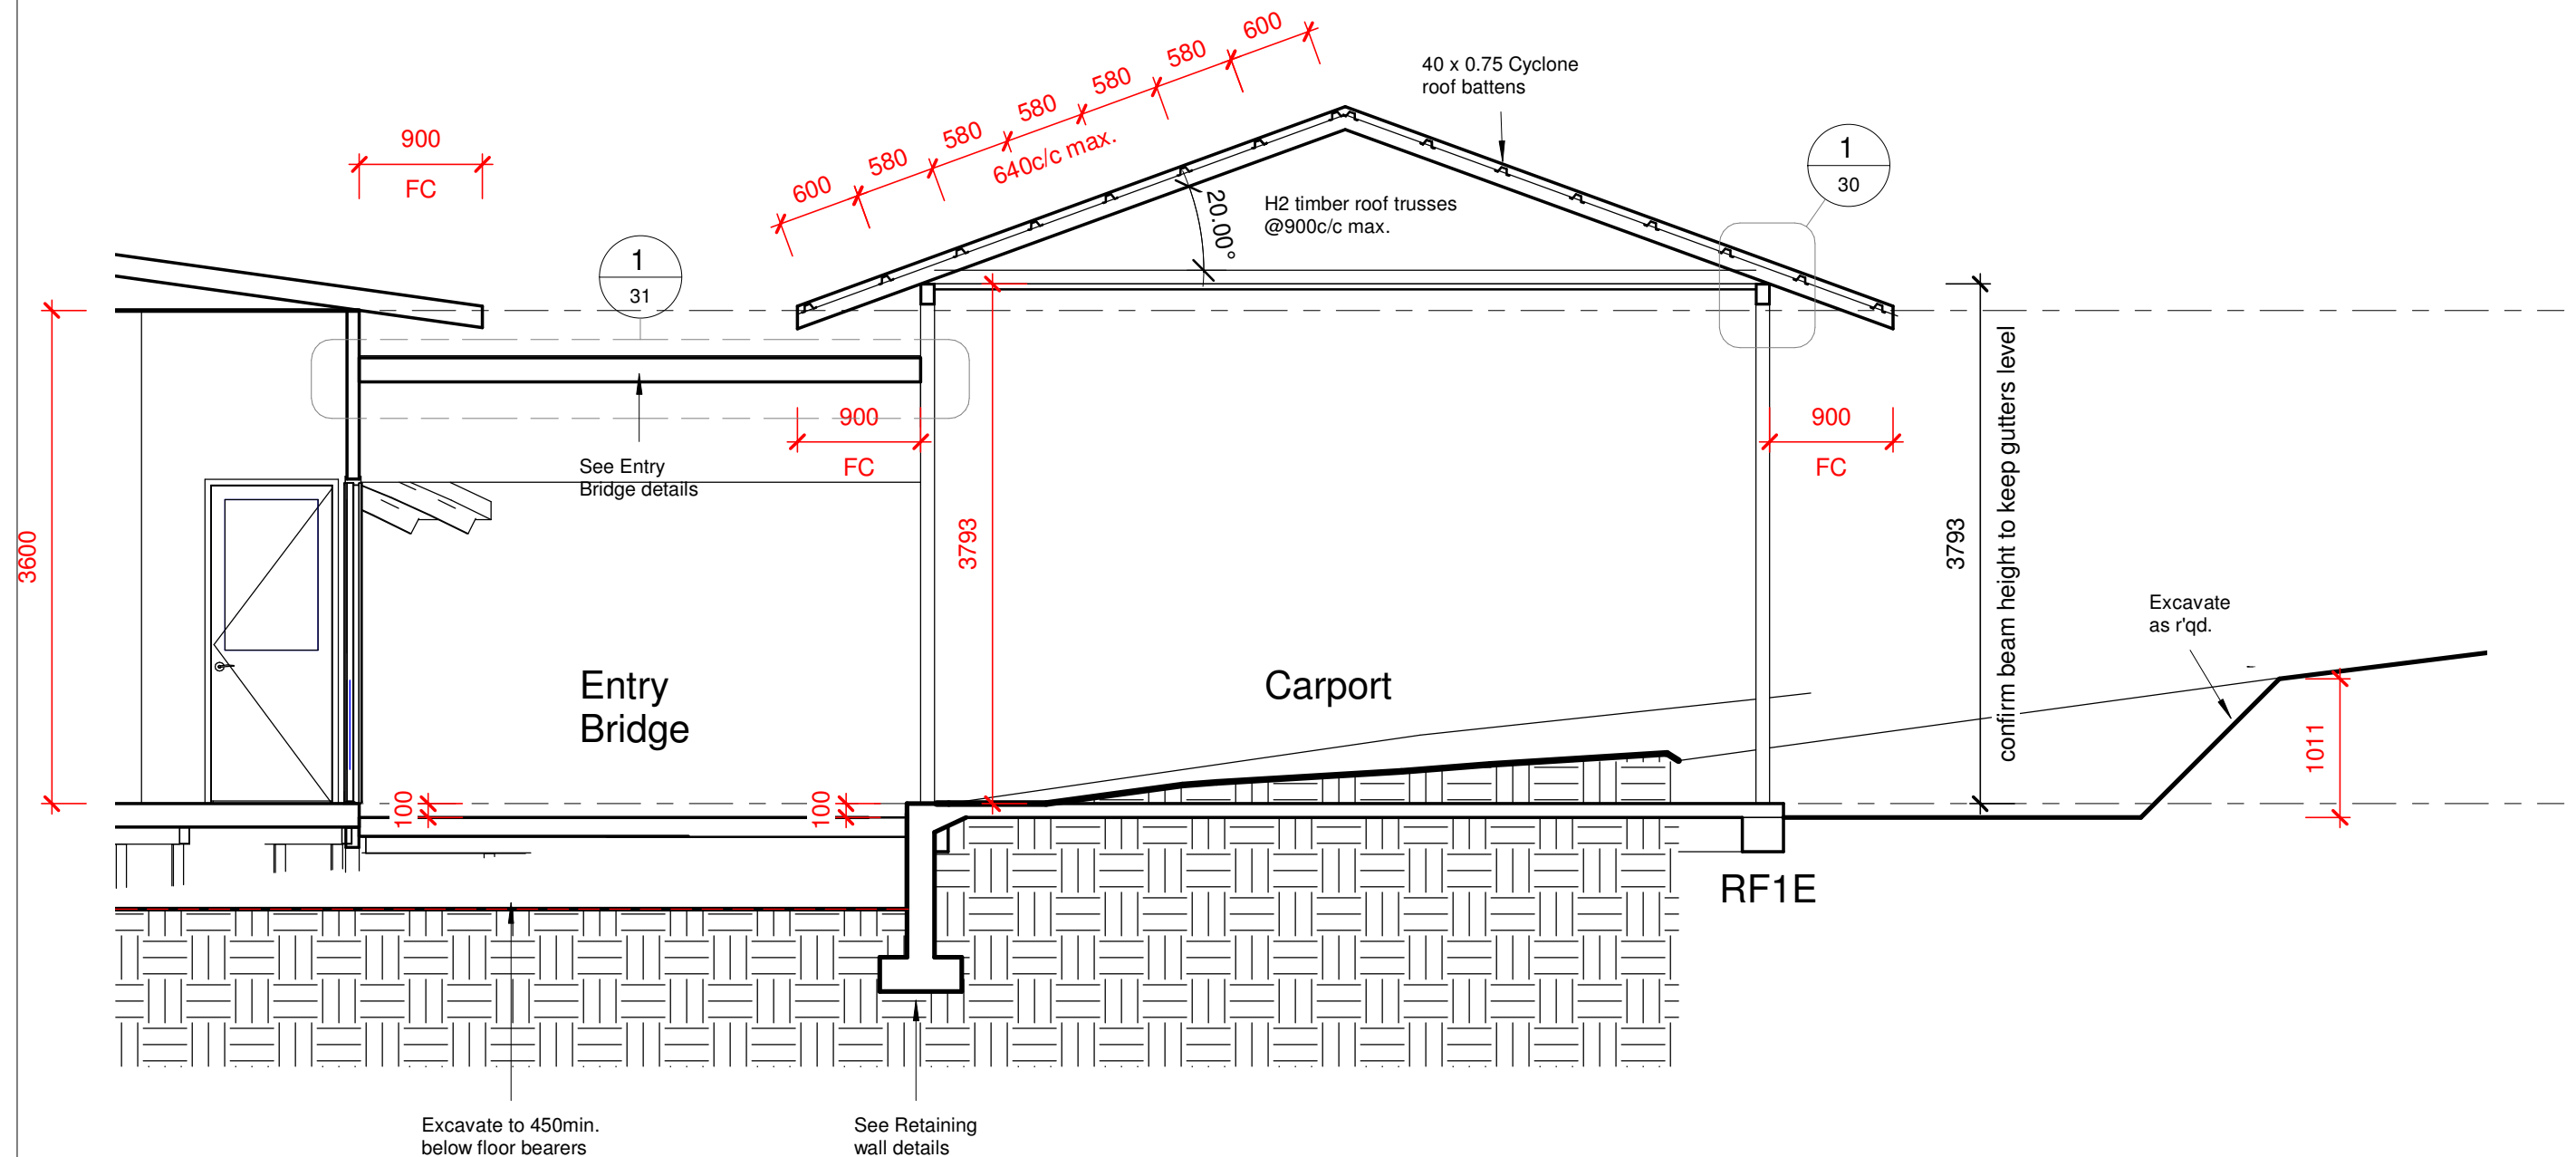 600
580
580
580
580
580
600
640c/c max.
40 x 0.75 Cyclone
roof battens
900
FC
1
30
20.00°
H2 timber roof trusses
@900c/c max.
1
31
900
FC
900
FC
See Entry
Bridge details
3600
3793
3793
confirm beam height to keep gutters level
Excavate
as r'qd.
Entry
Bridge
Carport
1011
100
100
RF1E
Excavate to 450min.
below floor bearers
See Retaining
wall details